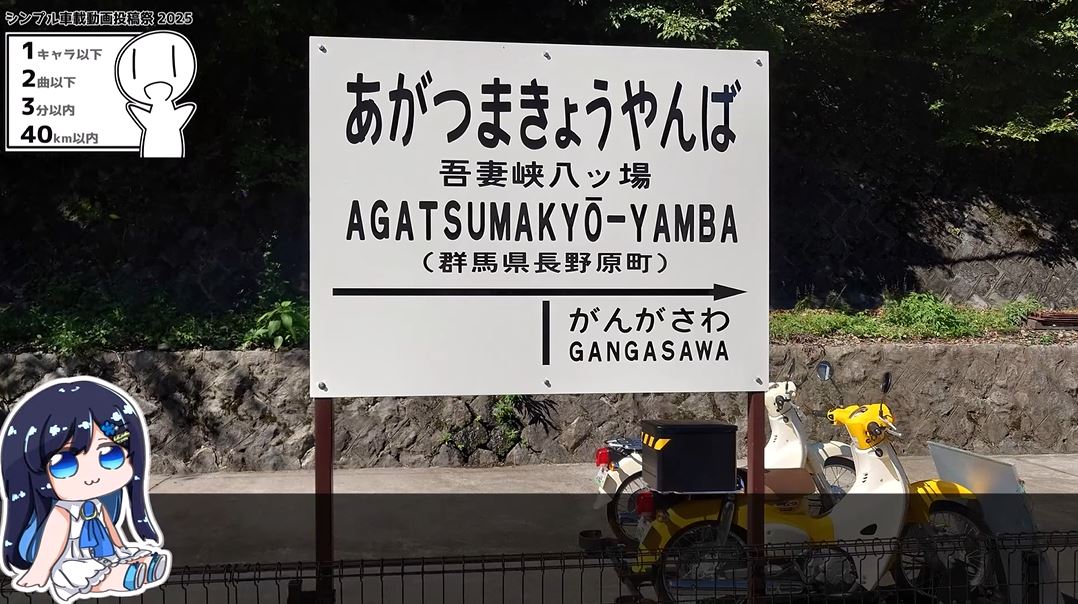 シンプル車載動画投稿祭 2025
1キャラ以下
2曲以下
3分以内
40km以内
あがつまきょうやんば
吾妻峡八ッ場
AGATSUMAKYŌ-YAMBA
(群馬県長野原町)
がんがさわ
GANGASAWA